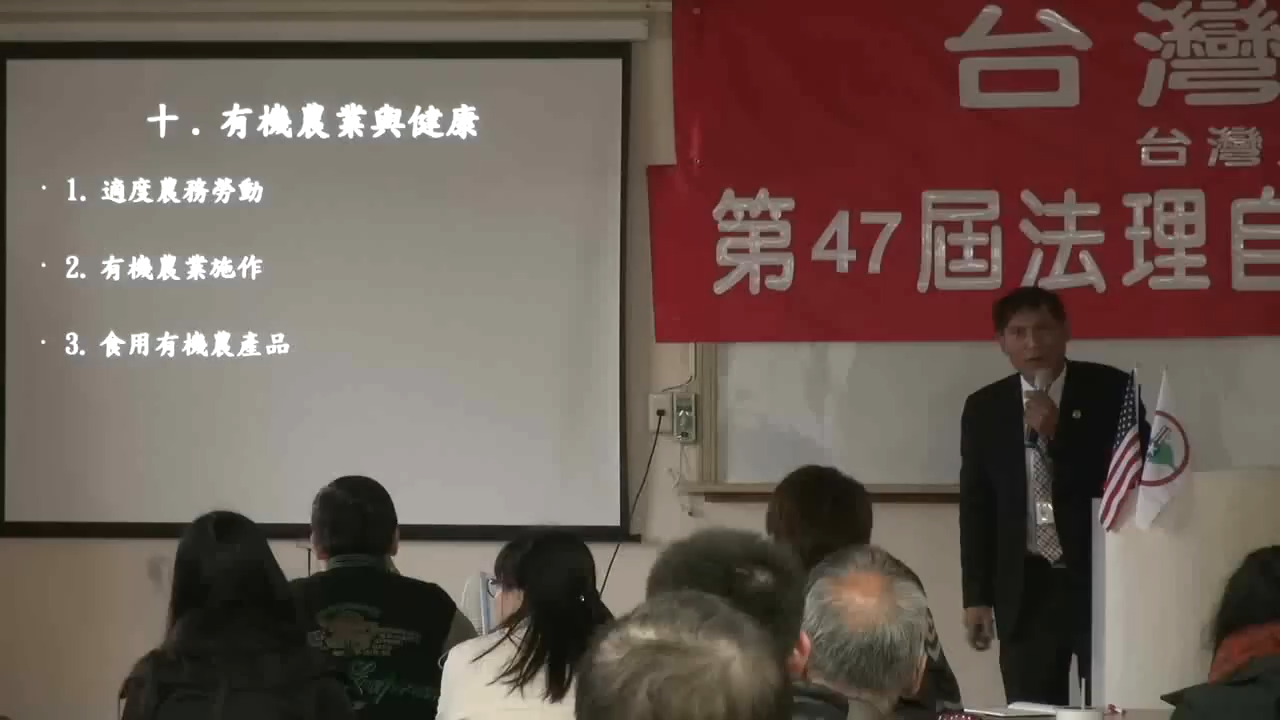 十．有機農業與健康
· 1. 適度農務勞動
· 2. 有機農業施作
· 3. 食用有機農產品
台灣
台灣
第47屆法理自